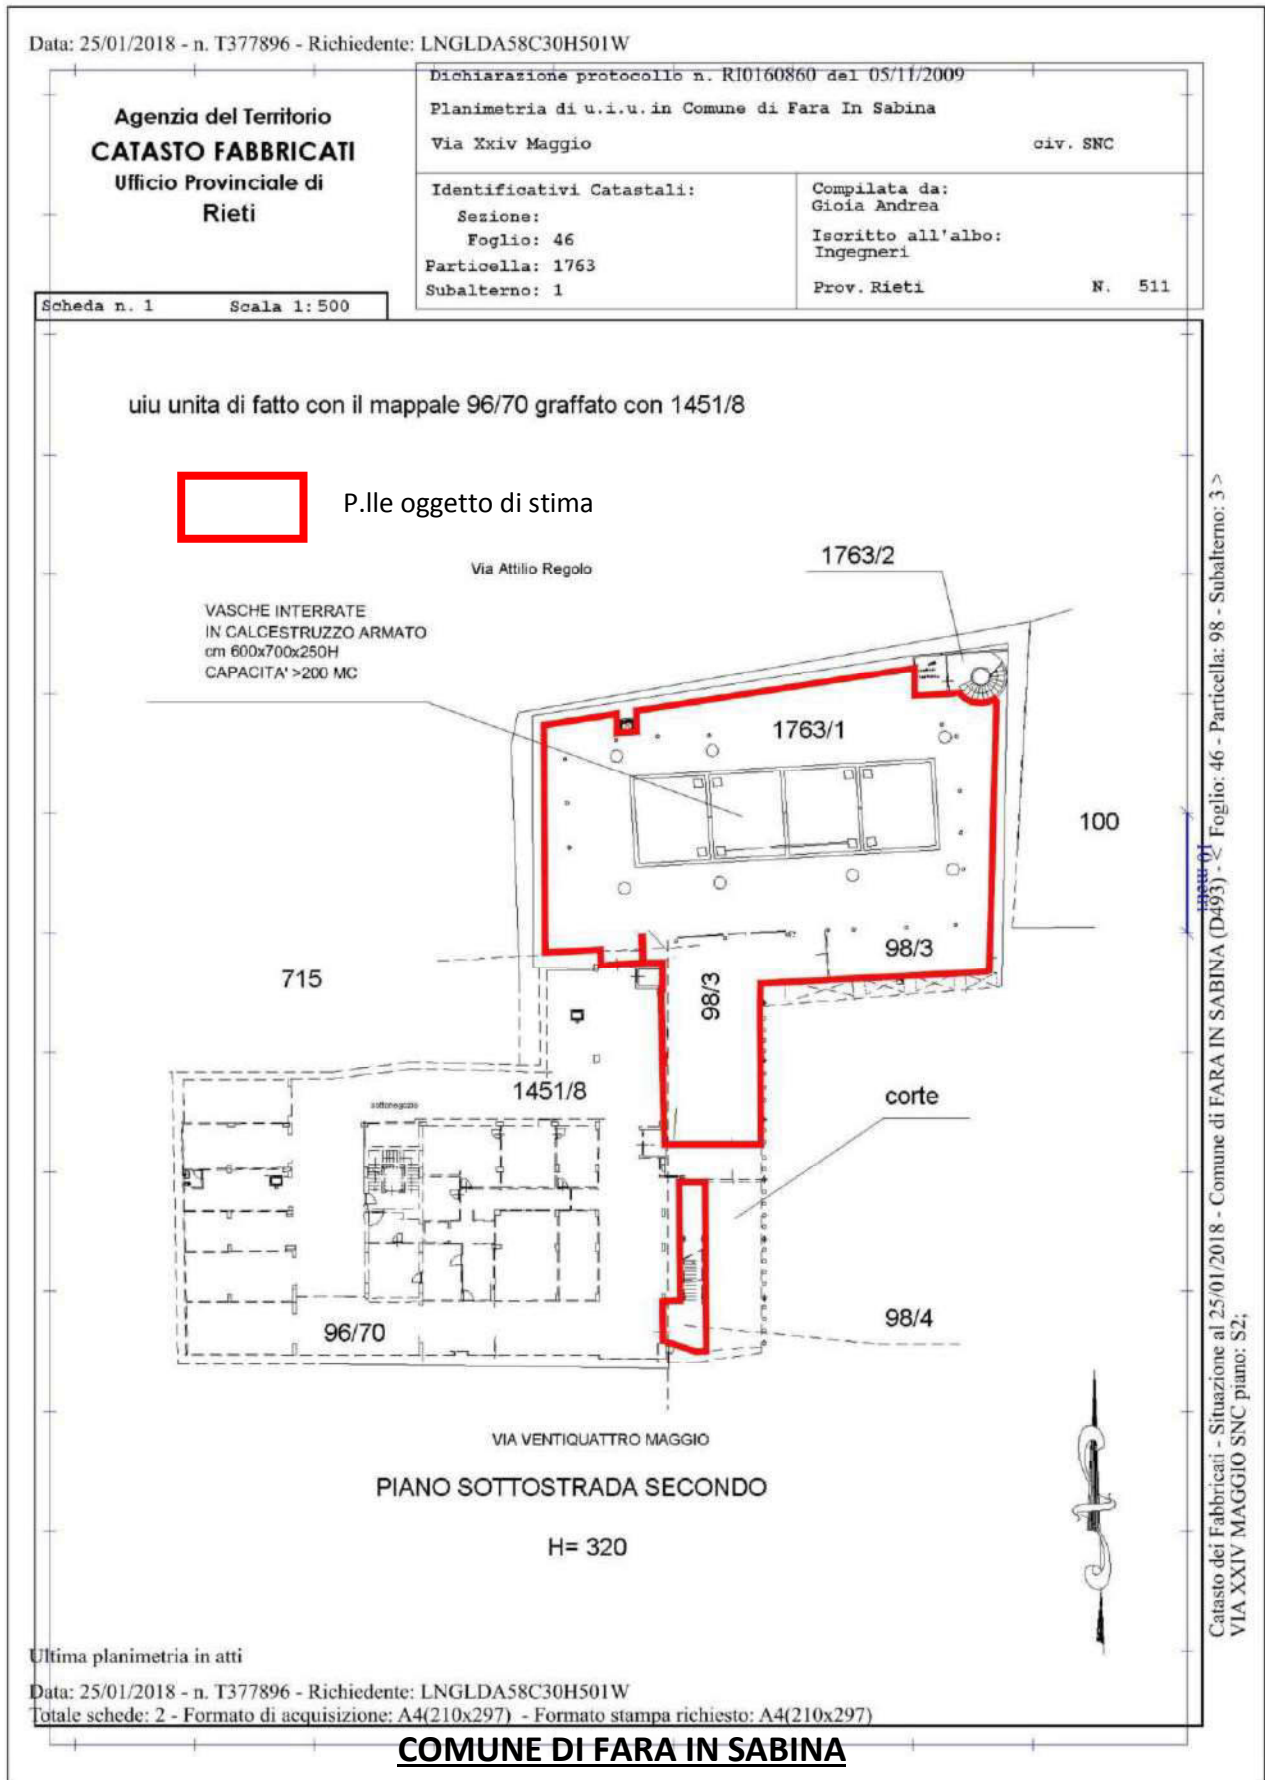 Data: 25/01/2018 - n. T377896 - Richiedente: LNGLDA58C30H501W
Agenzia del Territorio
CATASTO FABBRICATI
Ufficio Provinciale di
Rieti
Dichiarazione protocollo n. RI0160860 del 05/11/2009
Planimetria di u.i.u. in Comune di Fara In Sabina
Via Xxiv Maggio civ. SNC
Identificativi Catastali:
Sezione:
Foglio: 46
Particella: 1763
Subalterno: 1
Compilata da:
Gioia Andrea
Iscritto all'albo:
Ingegneri
Prov. Rieti N. 511
Scheda n. 1 Scala 1:500
uiu unita di fatto con il mappale 96/70 graffato con 1451/8
P.lle oggetto di stima
Via Attilio Regolo
1763/2
VASCHE INTERRATE
IN CALCESTRUZZO ARMATO
cm 600x700x250H
CAPACITA' >200 MC
1763/1
100
98/3
98/3
715
1451/8
sottonegozio
corte
98/4
96/70
VIA VENTIQUATTRO MAGGIO
PIANO SOTTOSTRADA SECONDO
H= 320
10 metri
Catasto dei Fabbricati - Situazione al 25/01/2018 - Comune di FARA IN SABINA (D493) - < Foglio: 46 - Particella: 98 - Subalterno: 3 >
VIA XXIV MAGGIO SNC piano: S2;
Ultima planimetria in atti
Data: 25/01/2018 - n. T377896 - Richiedente: LNGLDA58C30H501W
Totale schede: 2 - Formato di acquisizione: A4(210x297) - Formato stampa richiesto: A4(210x297)
COMUNE DI FARA IN SABINA